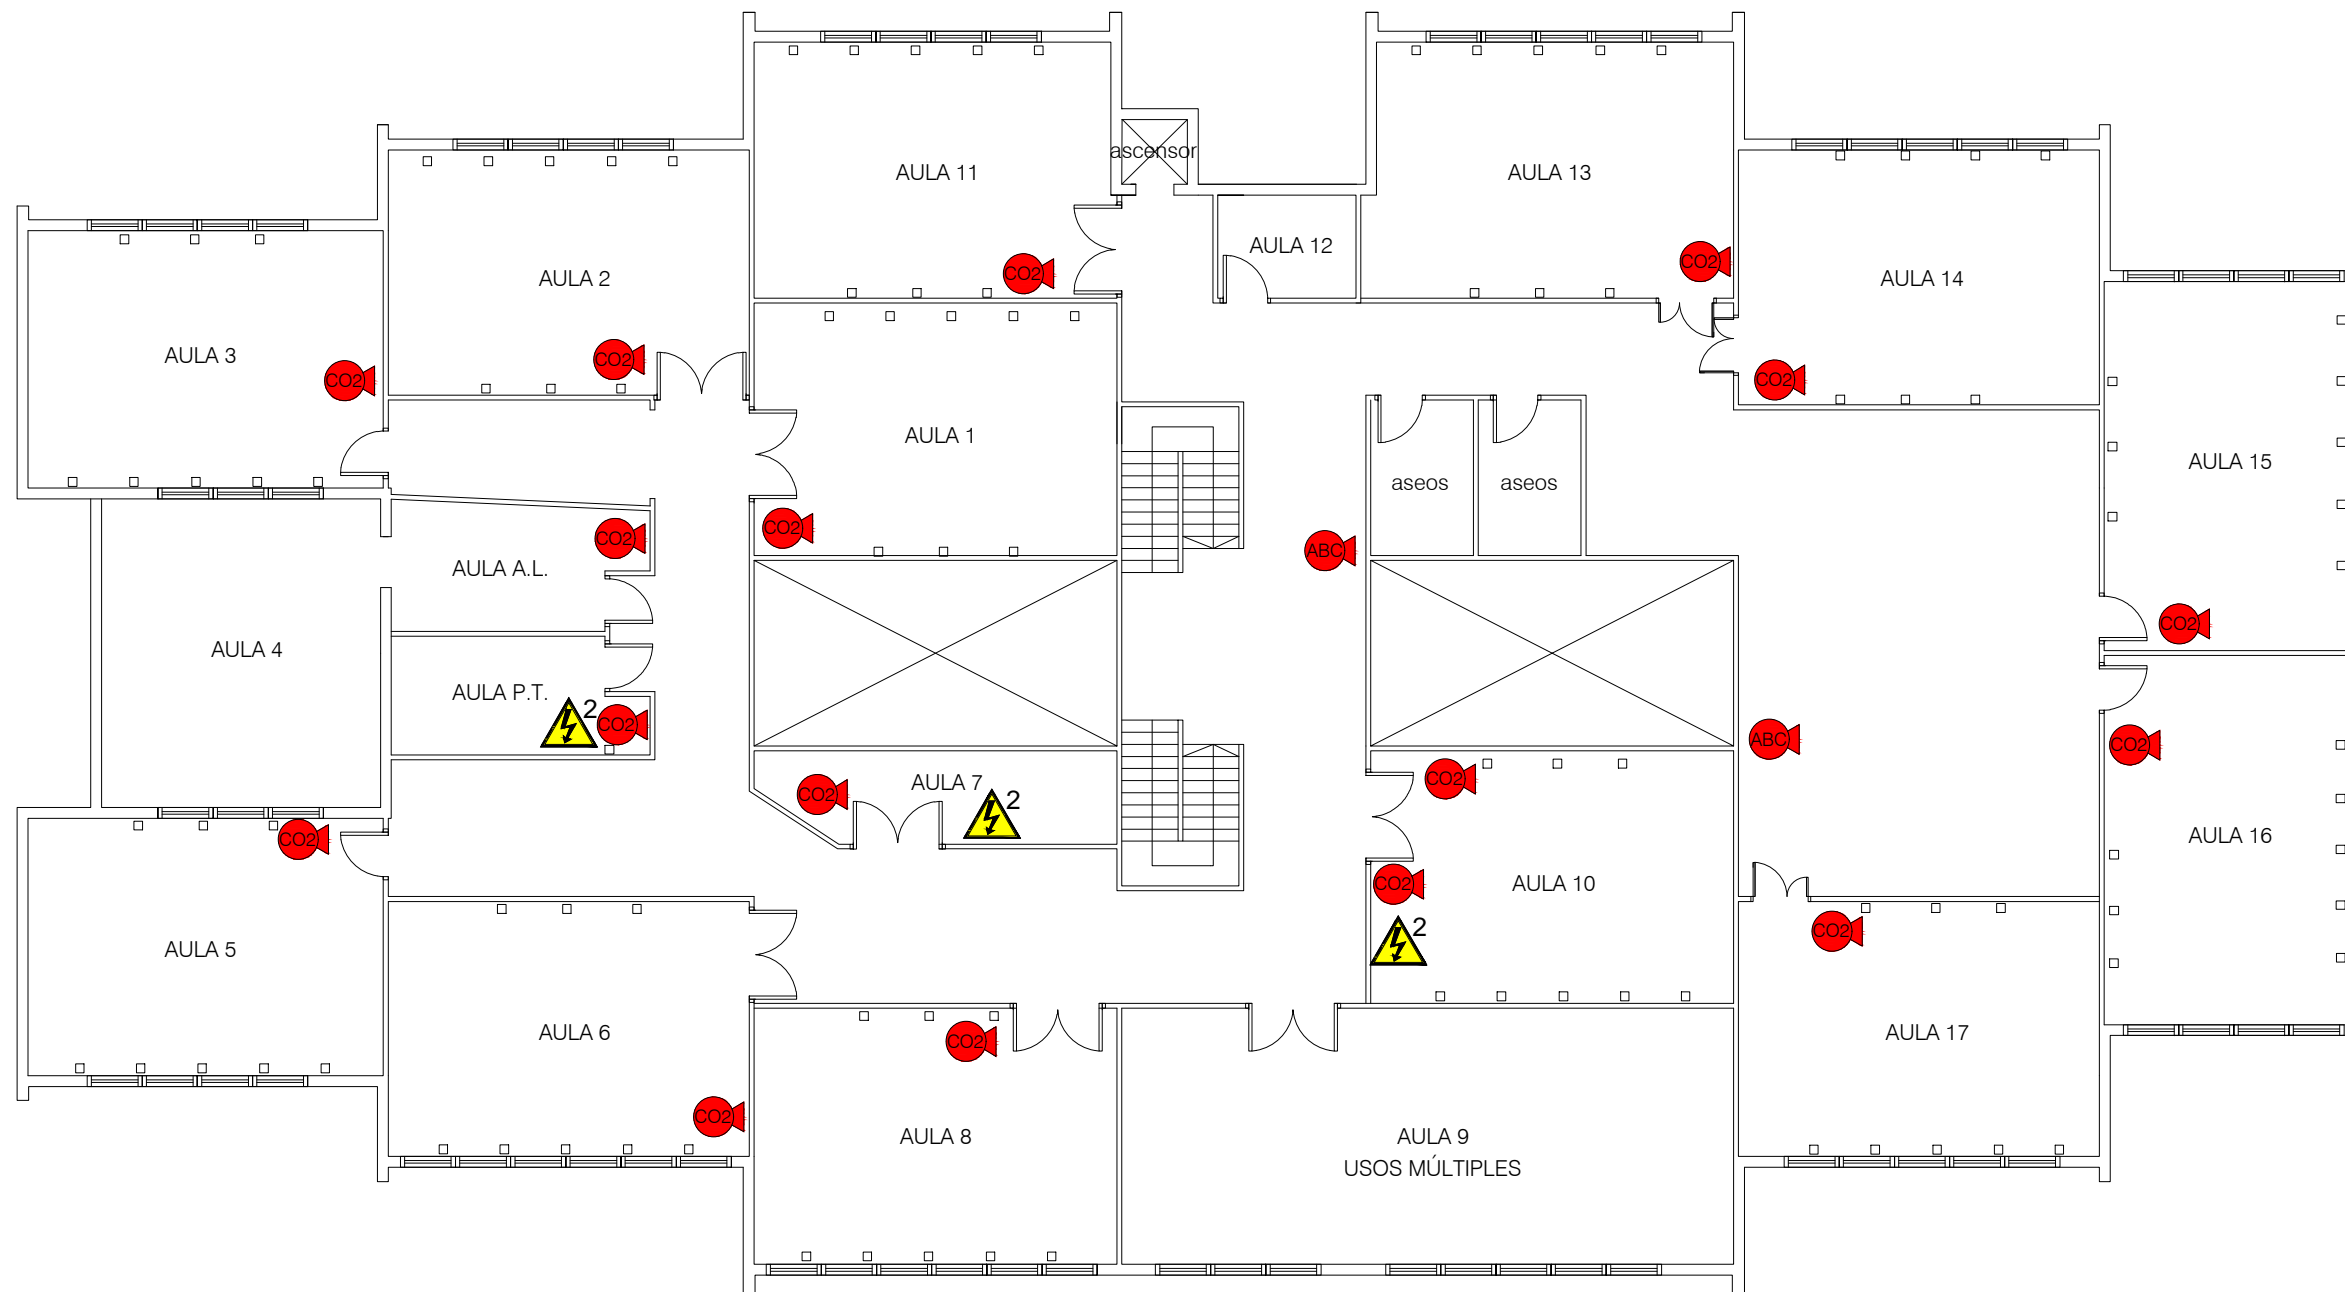 ascensor
AULA 11
AULA 13
AULA 12
CO2
CO2
AULA 2
AULA 14
AULA 3
CO2
CO2
CO2
AULA 1
AULA 15
aseos
aseos
CO2
CO2
ABC
AULA A.L.
CO2
AULA 4
AULA P.T.
2
CO2
ABC
CO2
CO2
AULA 7
2
CO2
CO2
AULA 16
CO2
AULA 10
2
CO2
AULA 5
AULA 6
CO2
AULA 17
CO2
AULA 8
AULA 9
USOS MÚLTIPLES